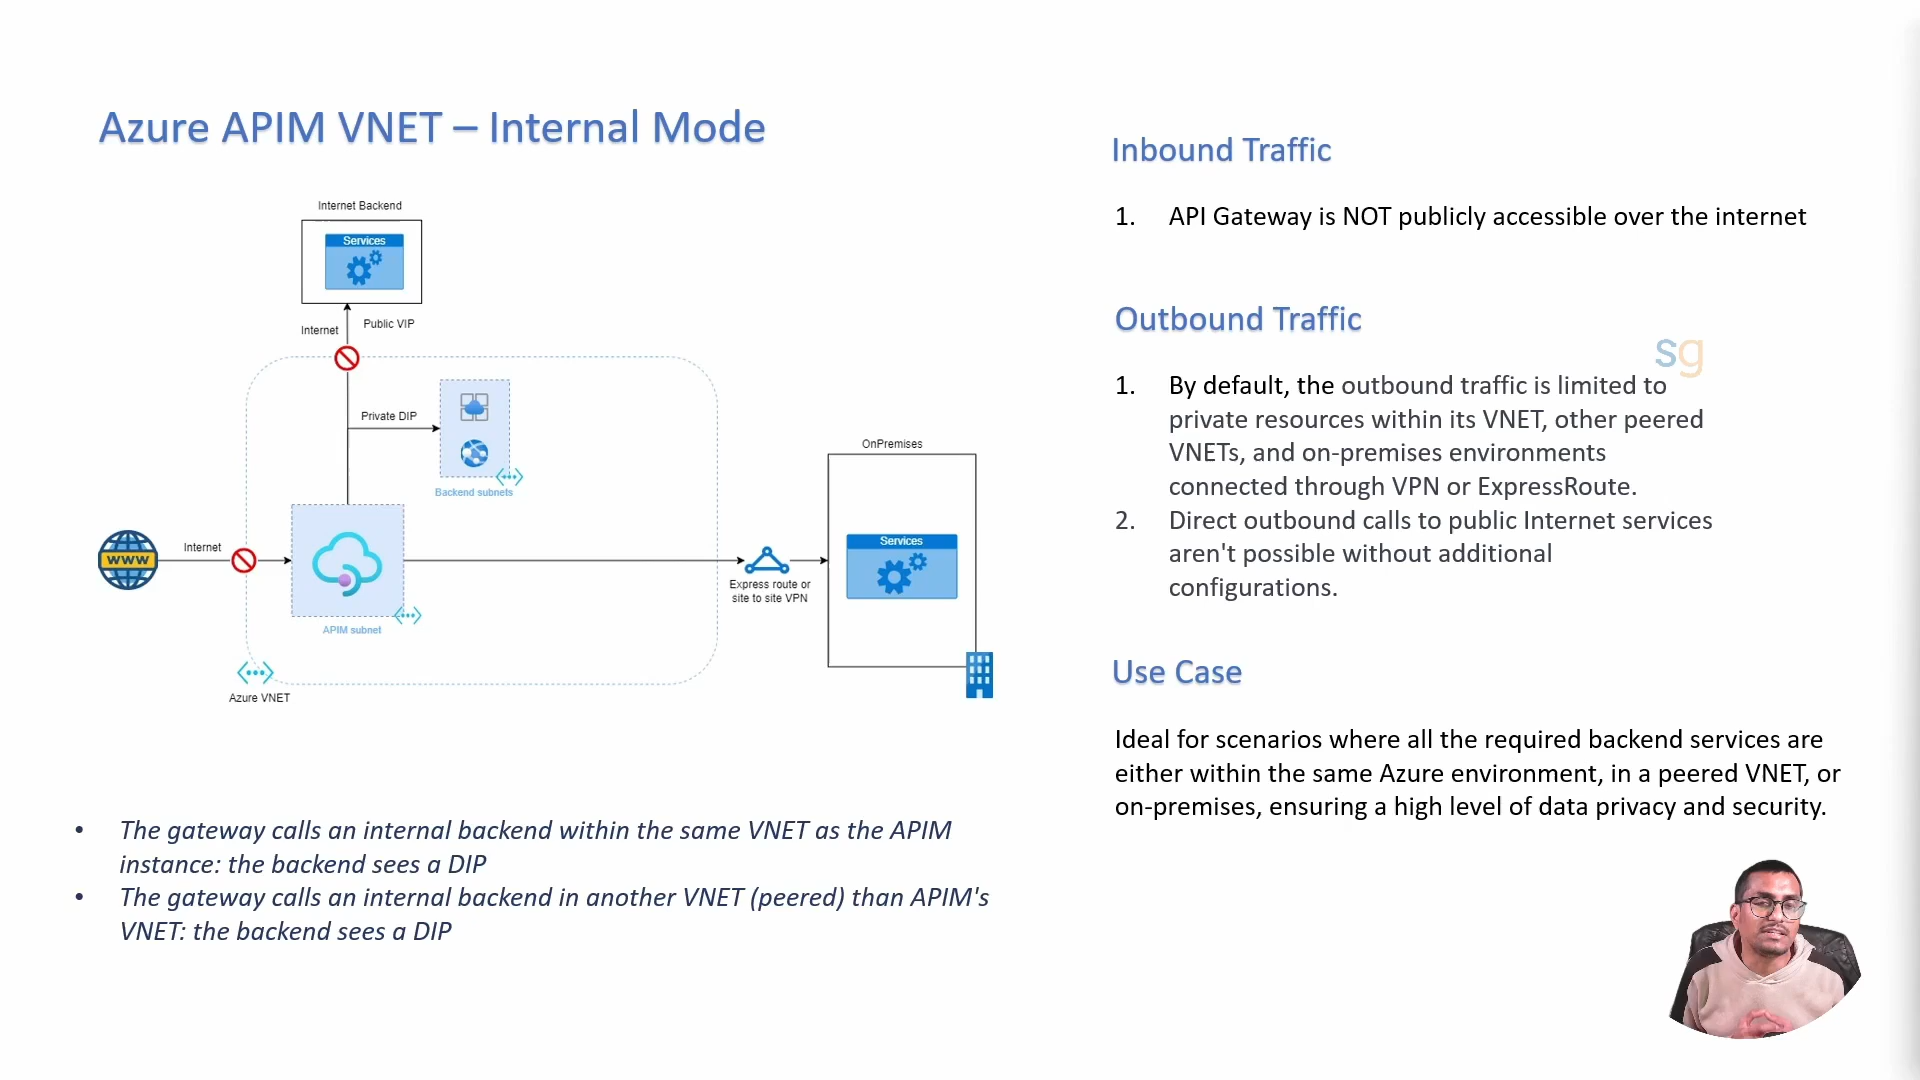 Azure APIM VNET – Internal Mode
Internet Backend
Services
Internet
Public VIP
Private DIP
Backend subnets
OnPremises
Services
Internet
WWW
Express route or
site to site VPN
APIM subnet
Azure VNET
The gateway calls an internal backend within the same VNET as the APIM
instance: the backend sees a DIP
The gateway calls an internal backend in another VNET (peered) than APIM's
VNET: the backend sees a DIP
Inbound Traffic
1. API Gateway is NOT publicly accessible over the internet
Outbound Traffic
sg
1. By default, the outbound traffic is limited to
private resources within its VNET, other peered
VNETs, and on-premises environments
connected through VPN or ExpressRoute.
2. Direct outbound calls to public Internet services
aren't possible without additional
configurations.
Use Case
Ideal for scenarios where all the required backend services are
either within the same Azure environment, in a peered VNET, or
on-premises, ensuring a high level of data privacy and security.